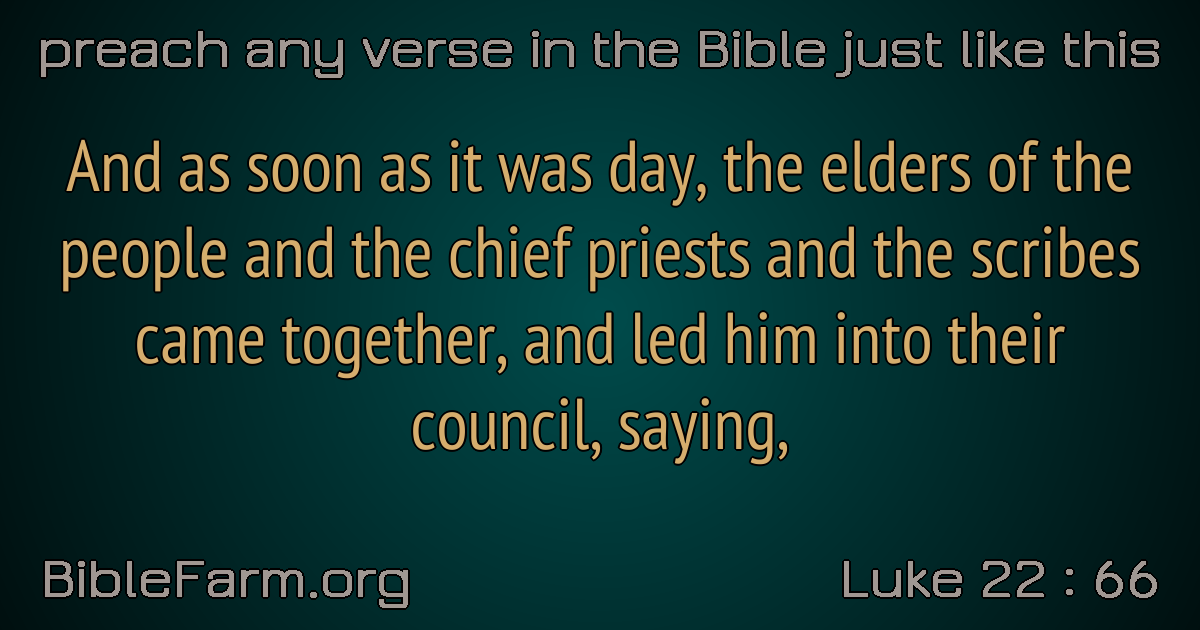 preach any verse in the Bible just like this
And as soon as it was day, the elders of the
people and the chief priests and the scribes
came together, and led him into their
council, saying,
BibleFarm.org
Luke 22 : 66